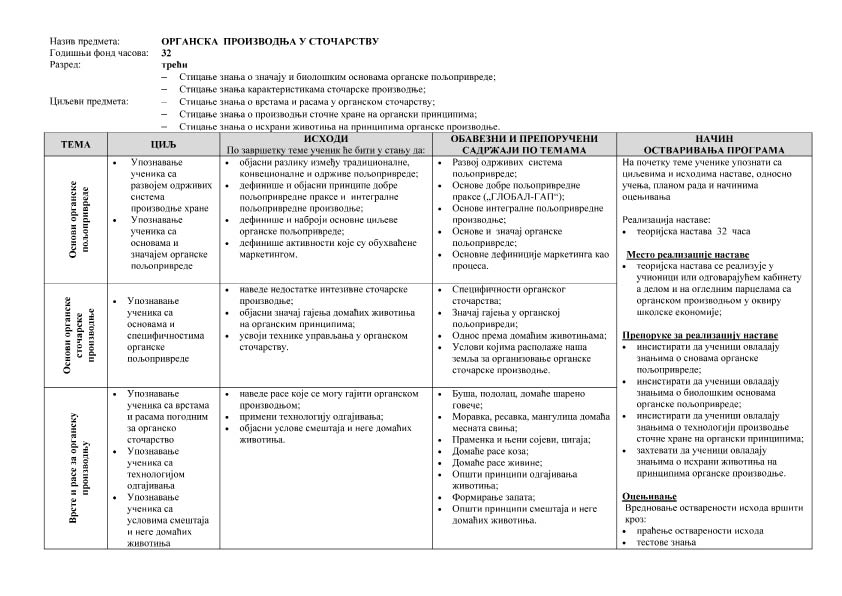 Назив предмета: ОРГАНСКА ПРОИЗВОДЊА У СТОЧАРСТВУ
Годишњи фонд часова: 32
Разред: трећи
Циљеви предмета:
– Стицање знања о значају и биолошким основама органске пољопривреде;
– Стицање знања карактеристикама сточарске производње;
– Стицање знања о врстама и расама у органском сточарству;
– Стицање знања о производњи сточне хране на органски принципима;
– Стицање знања о исхрани животиња на принципима органске производње.
ТЕМА
ЦИЉ
ИСХОДИ
По завршетку теме ученик ће бити у стању да:
ОБАВЕЗНИ И ПРЕПОРУЧЕНИ
САДРЖАЈИ ПО ТЕМАМА
НАЧИН
ОСТВАРИВАЊА ПРОГРАМА
Основи органске
пољопривреде
• Упознавање
ученика са
развојем одрживих
система
производње хране
• Упознавање
ученика са
основама и
значајем органске
пољопривреде
• објасни разлику између традиционалне,
конвеционалне и одрживе пољопривреде;
• дефинише и објасни принципе добре
пољопривредне праксе и интегралне
пољопривредне производње;
• дефинише и наброји основне циљеве
органске пољопривреде;
• дефинише активности које су обухваћене
маркетингом.
• Развој одрживих система
пољопривреде;
• Основе добре пољопривредне
праксе („ГЛОБАЛ-ГАП“);
• Основе интегралне пољопривредне
производње;
• Основе и значај органске
пољопривреде;
• Основне дефиниције маркетинга као
процеса.
Основи органске
сточарске
производње
• Упознавање
ученика са
основама и
специфичностима
органске
пољопривреде
• наведе недостатке интезивне сточарске
производње;
• објасни значај гајења домаћих животиња
на органским принципима;
• усвоји технике управљања у органском
сточарству.
• Специфичности органског
сточарства;
• Значај гајења у органској
пољопривреди;
• Однос према домаћим животињама;
• Услови којима располаже наша
земља за организовање органске
сточарске производње.
Врсте и расе за органску
производњу
• Упознавање
ученика са врстама
и расама погодним
за органско
сточарство
• Упознавање
ученика са
технологијом
одгајивања
• Упознавање
ученика са
условима смештаја
и неге домаћих
животиња
• наведе расе које се могу гајити органском
производњом;
• примени технологију одгајивања;
• објасни услове смештаја и неге домаћих
животиња.
• Буша, подолац, домаће шарено
говече;
• Моравка, ресавка, мангулица домаћа
месната свиња;
• Праменка и њени сојеви, цигаја;
• Домаће расе коза;
• Домаће расе живине;
• Општи принципи одгајивања
животиња;
• Формирање запата;
• Општи принципи смештаја и неге
домаћих животиња.
На почетку теме ученике упознати са
циљевима и исходима наставе, односно
учења, планом рада и начинима
оцењивања
Реализација наставе:
• теоријска настава 32 часа
Место реализације наставе
• теоријска настава се реализује у
учионици или одговарајућем кабинету
а делом и на огледним парцелама са
органском производњом у оквиру
школске економије;
Препоруке за реализацију наставе
• инсистирати да ученици овладају
знањима о сновама органске
пољопривреде;
• инсистирати да ученици овладају
знањима о биолошким основама
органске пољопривреде;
• инсистирати да ученици овладају
знањима о технологији производње
сточне хране на органски принципима;
• захтевати да ученици овладају
знањима о исхрани животиња на
принципима органске производње.
Оцењивање
Вредновање остварености исхода вршити
кроз:
• праћење остварености исхода
• тестове знања